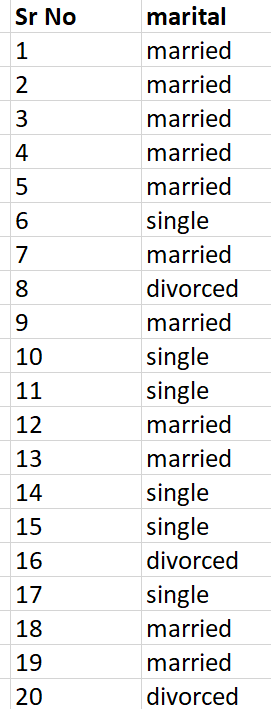 Sr No marital
1 married
2 married
3 married
4 married
5 married
6 single
7 married
8 divorced
9 married
10 single
11 single
12 married
13 married
14 single
15 single
16 divorced
17 single
18 married
19 married
20 divorced